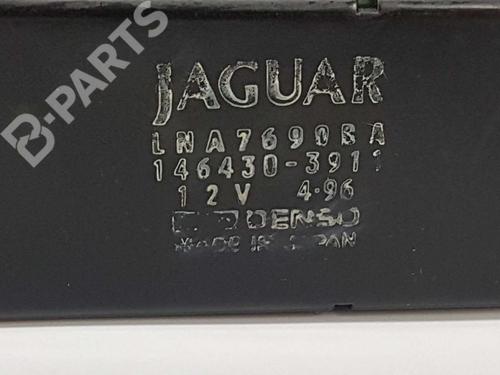 B-PARTS
JAGUAR
LNA7690BA
146430-3911
12V 4·96
DENSO
MADE IN JAPAN